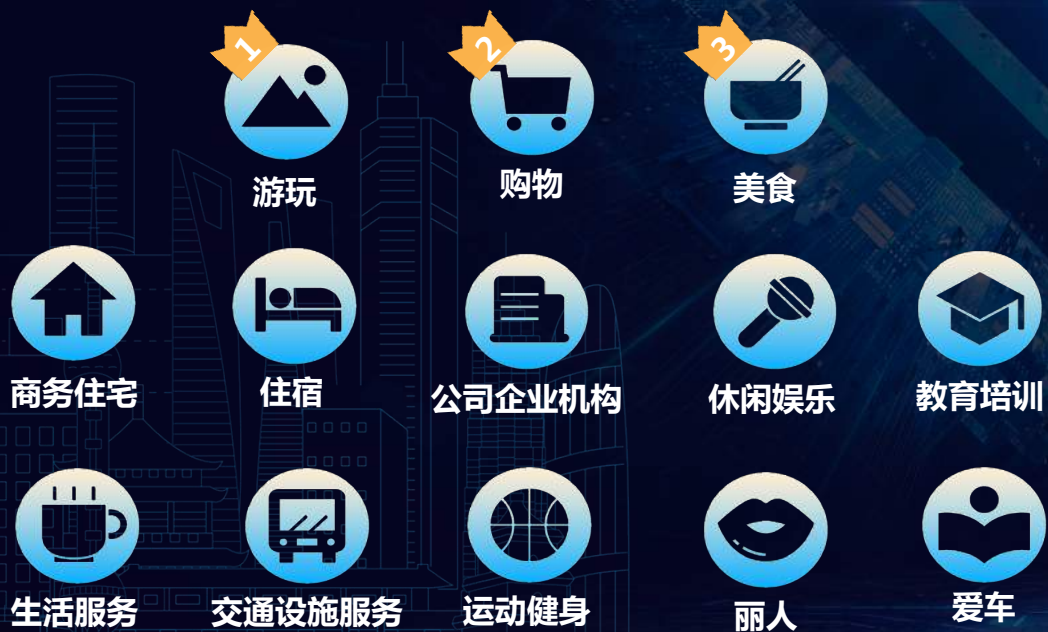 1
2
3
游玩
购物
美食
商务住宅
住宿
公司企业机构
休闲娱乐
教育培训
生活服务
交通设施服务
运动健身
丽人
爱车